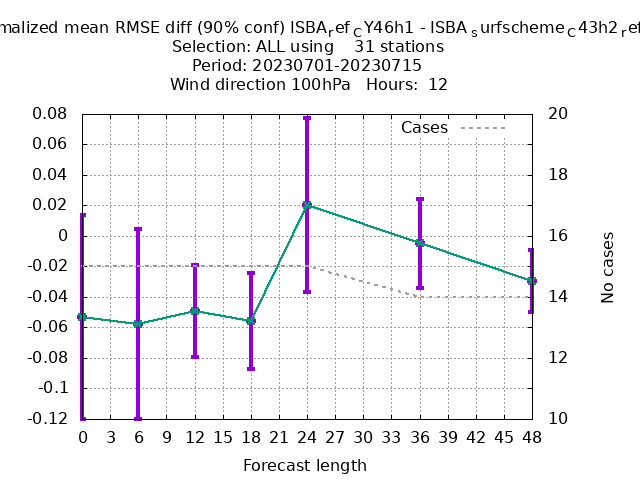 malized mean RMSE diff (90% conf) ISBA_ref_CY46h1 - ISBA_surfscheme_C43h2_ref
Selection: ALL using 31 stations
Period: 20230701-20230715
Wind direction 100hPa Hours: 12
Cases
0.08
0.06
0.04
0.02
0
-0.02
-0.04
-0.06
-0.08
-0.1
-0.12
20
18
16
14
12
10
No cases
0 3 6 9 12 15 18 21 24 27 30 33 36 39 42 45 48
Forecast length